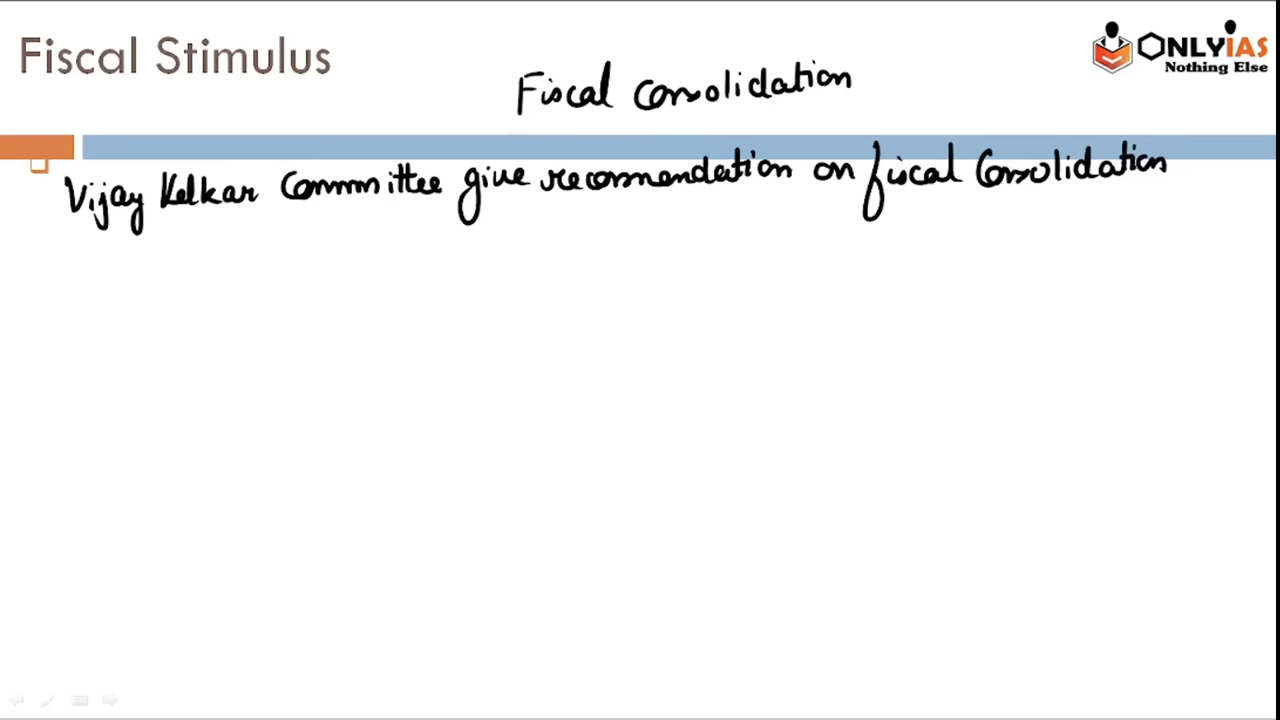 Fiscal Stimulus
ONLYIAS
Nothing Else
Fiscal Consolidation
Vijay Kelkar Committee give recommendation on fiscal Consolidation